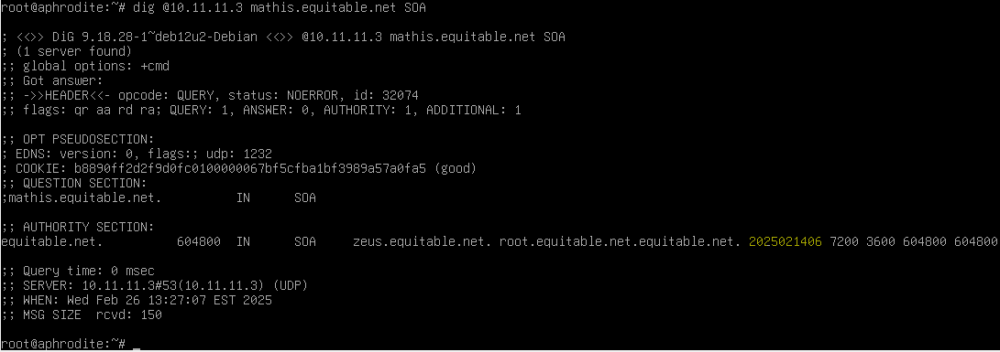 root@aphrodite:~# dig @10.11.11.3 mathis.equitable.net SOA
; <<>> DiG 9.18.28-1~deb12u2-Debian <<>> @10.11.11.3 mathis.equitable.net SOA
; (1 server found)
;; global options: +cmd
;; Got answer:
;; ->>HEADER<<- opcode: QUERY, status: NOERROR, id: 32074
;; flags: qr aa rd ra; QUERY: 1, ANSWER: 0, AUTHORITY: 1, ADDITIONAL: 1
;; OPT PSEUDOSECTION:
; EDNS: version: 0, flags:; udp: 1232
; COOKIE: b8890ff2d2f9d0fc0100000067bf5cfba1bf3989a57a0fa5 (good)
;; QUESTION SECTION:
;mathis.equitable.net. IN SOA
;; AUTHORITY SECTION:
equitable.net. 604800 IN SOA zeus.equitable.net. root.equitable.net.equitable.net. 2025021406 7200 3600 604800 604800
;; Query time: 0 msec
;; SERVER: 10.11.11.3#53(10.11.11.3) (UDP)
;; WHEN: Wed Feb 26 13:27:07 EST 2025
;; MSG SIZE rcvd: 150
root@aphrodite:~# _